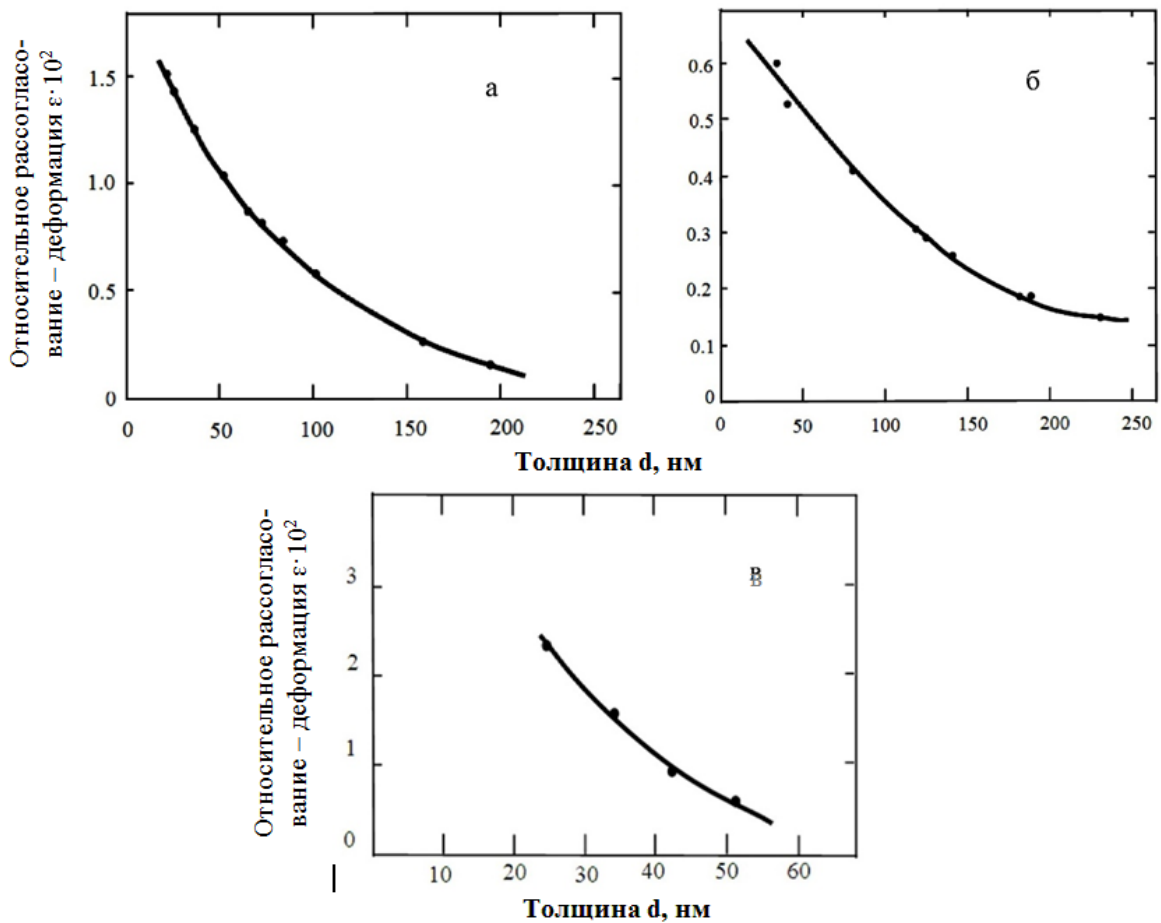 Относительное рассогласо-
вание – деформация ε·10²
1.5
1.0
0.5
0
а
0 50 100 150 200 250
0.6
0.5
0.4
0.3
0.2
0.1
0
б
0 50 100 150 200 250
Толщина d, нм
Относительное рассогласо-
вание – деформация ε·10²
3
2
1
0
в
10 20 30 40 50 60
Толщина d, нм